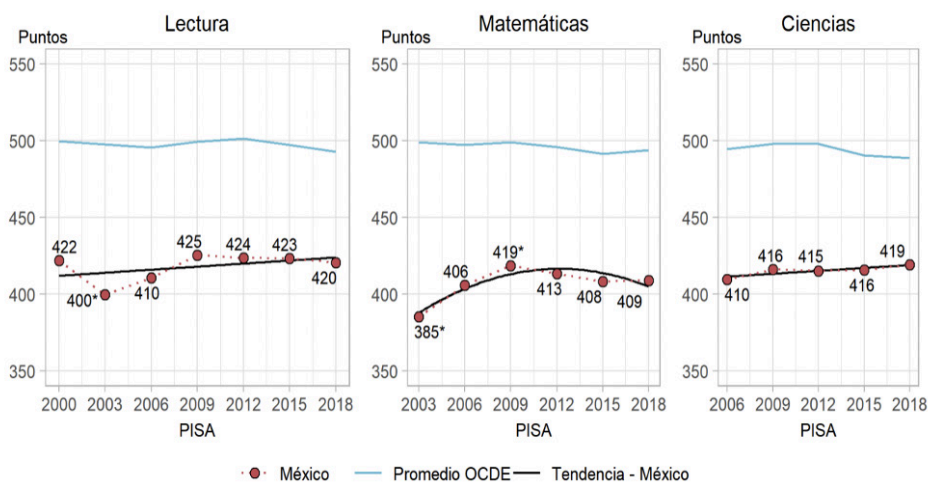 Lectura
Puntos
550
500
450
400
350
422
400*
410
425
424
423
420
2000 2003 2006 2009 2012 2015 2018
PISA
Matemáticas
Puntos
550
500
450
400
350
385*
406
419*
413
408
409
2003 2006 2009 2012 2015 2018
PISA
Ciencias
Puntos
550
500
450
400
350
410
416
415
416
419
2006 2009 2012 2015 2018
PISA
México Promedio OCDE Tendencia - México